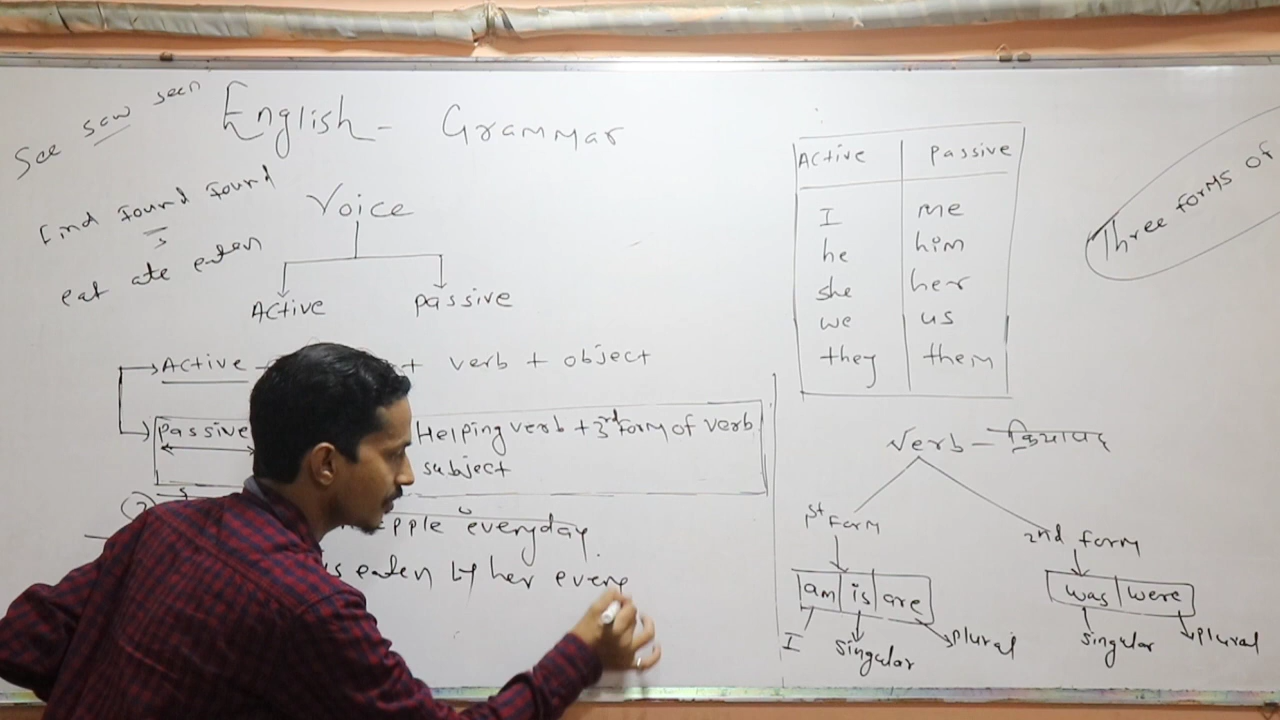 See saw seen
English- Grammar
find found found
eat ate eaten
Voice
Active
passive
Active
+ verb + object
Passive
Helping verb + 3rd form of verb
subject
(2)
pple everyday.
is eaten by her every
Active passive
I me
he him
she her
we us
they them
Three forms of
Verb - क्रियापद
1st Form
2nd form
am is are
was were
I
singular
plural
singular
plural